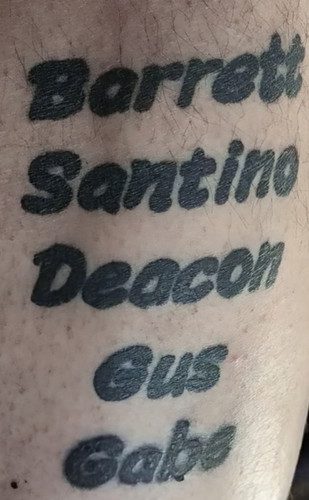 Barrett
Santino
Deacon
Gus
Gabe